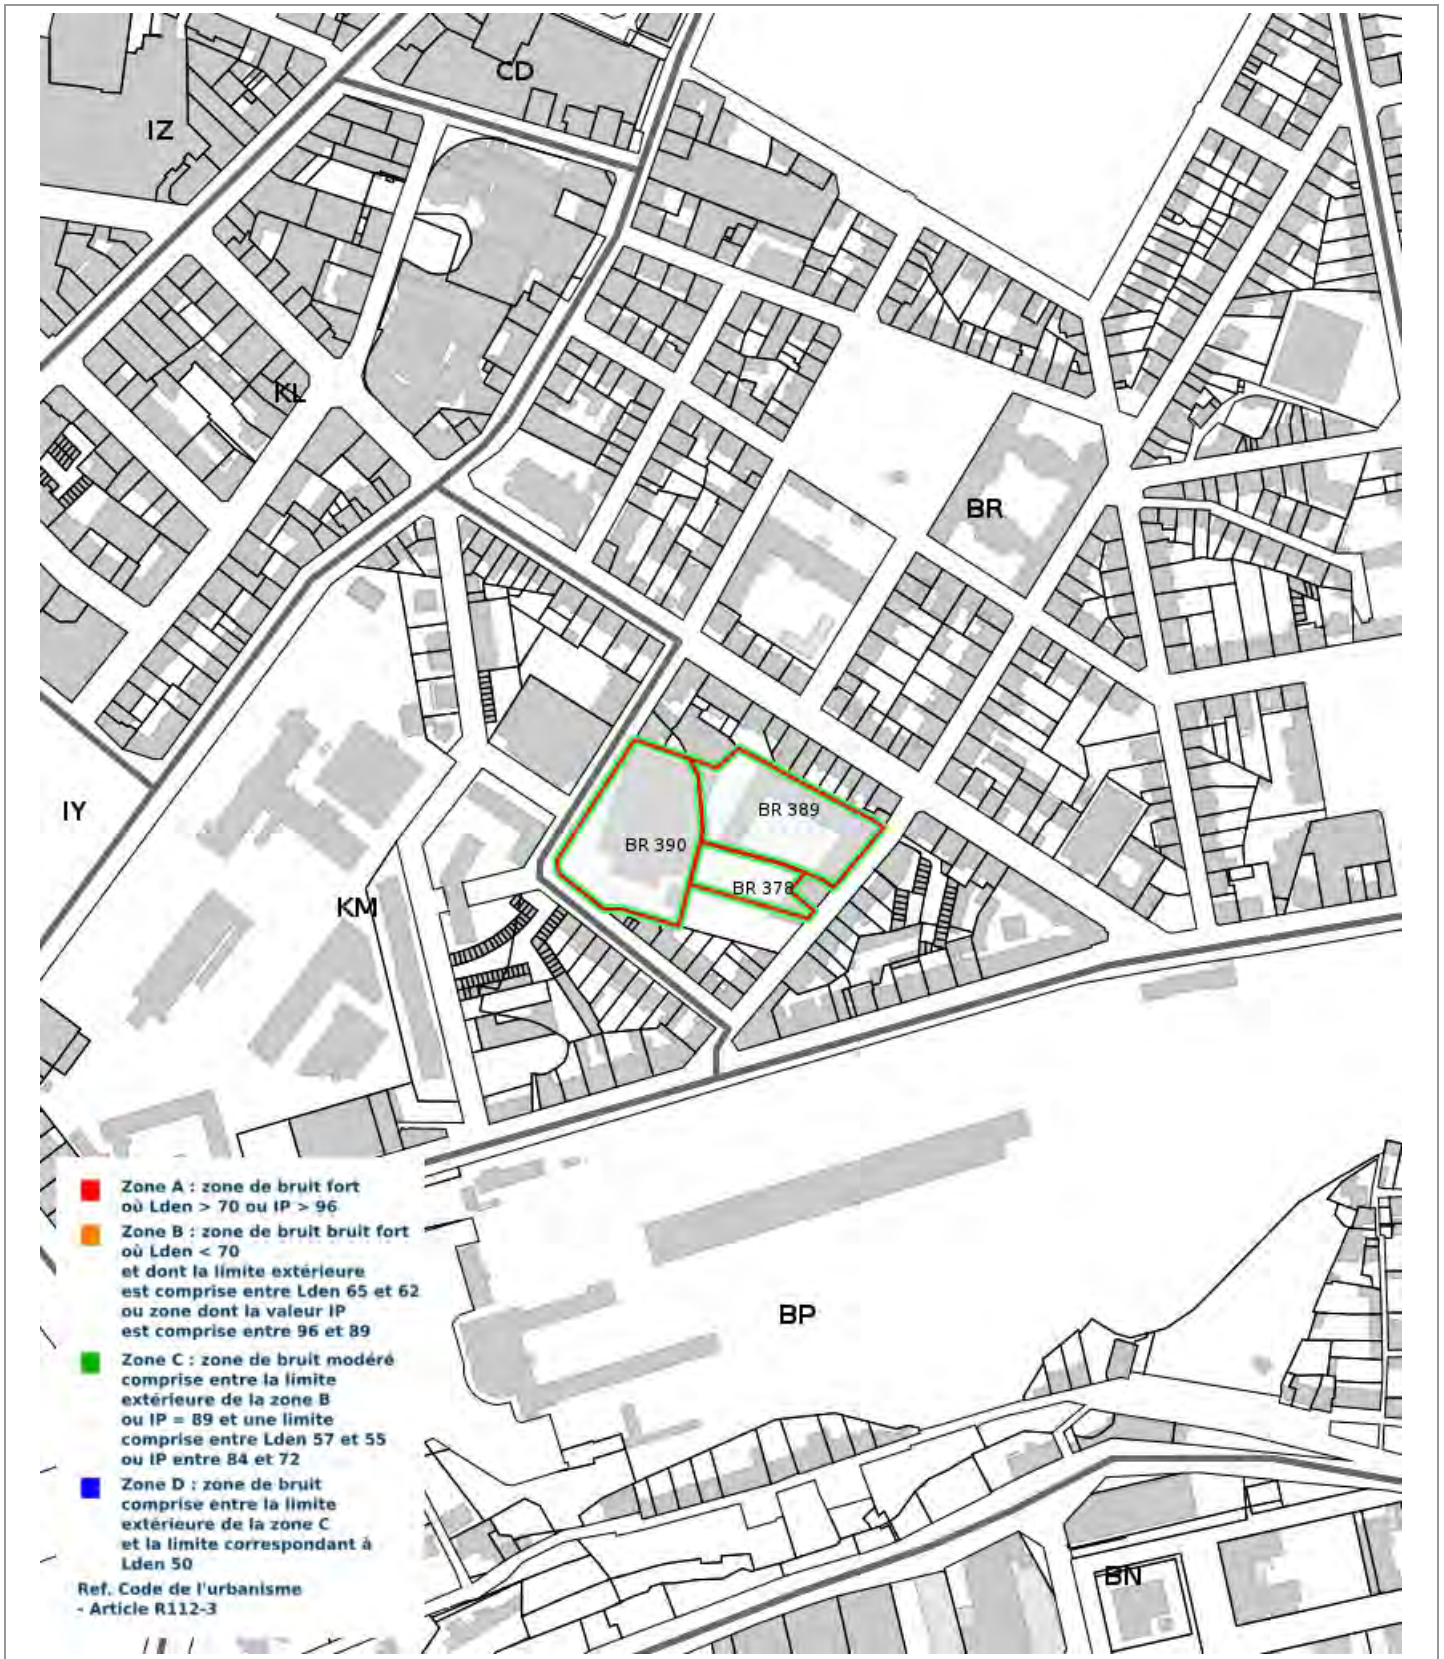 CD
IZ
KL
BR
IY
BR 389
BR 390
BR 378
KM
Zone A : zone de bruit fort
où Lden > 70 ou IP > 96
Zone B : zone de bruit bruit fort
où Lden < 70
et dont la limite extérieure
est comprise entre Lden 65 et 62
ou zone dont la valeur IP
est comprise entre 96 et 89
Zone C : zone de bruit modéré
comprise entre la limite
extérieure de la zone B
ou IP = 89 et une limite
comprise entre Lden 57 et 55
ou IP entre 84 et 72
Zone D : zone de bruit
comprise entre la limite
extérieure de la zone C
et la limite correspondant à
Lden 50
Ref. Code de l'urbanisme
- Article R112-3
BP
BN